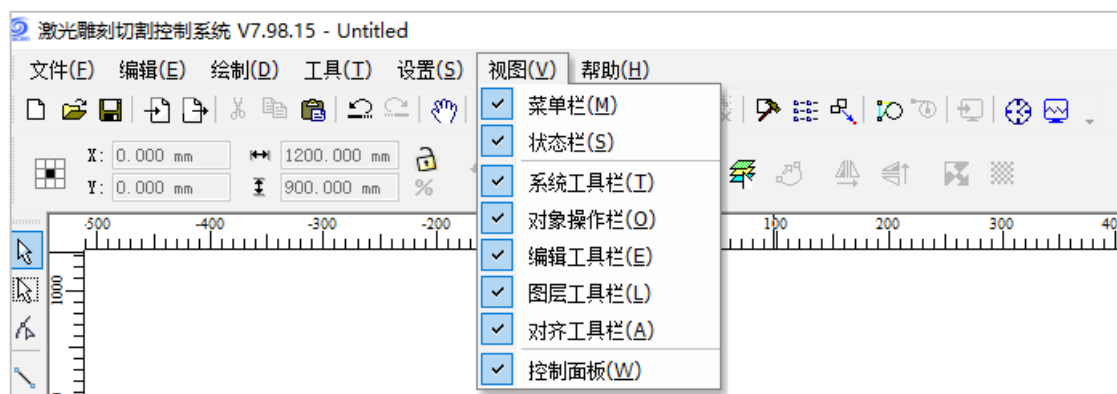 激光雕刻切割控制系统 V7.98.15 - Untitled
文件(F) 编辑(E) 绘制(D) 工具(T) 设置(S) 视图(V) 帮助(H)
菜单栏(M)
状态栏(S)
X: 0.000 mm 1200.000 mm
Y: 0.000 mm 900.000 mm %
系统工具栏(T)
对象操作栏(O)
编辑工具栏(E)
图层工具栏(L)
对齐工具栏(A)
控制面板(W)
-500 -400 -300 -200 100 200 300
1000